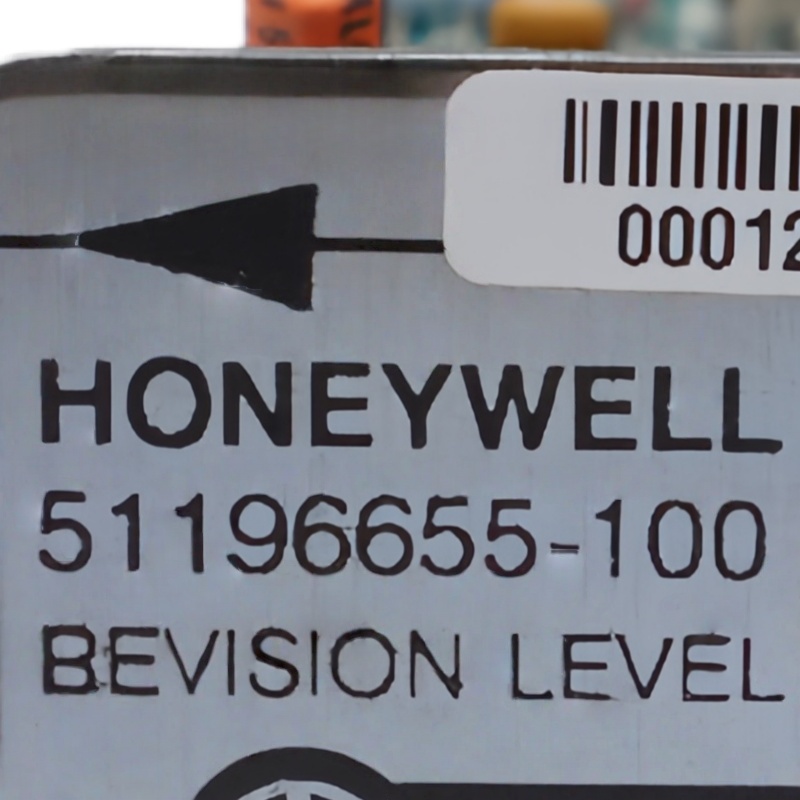 00012
HONEYWELL
51196655-100
BEVISION LEVEL